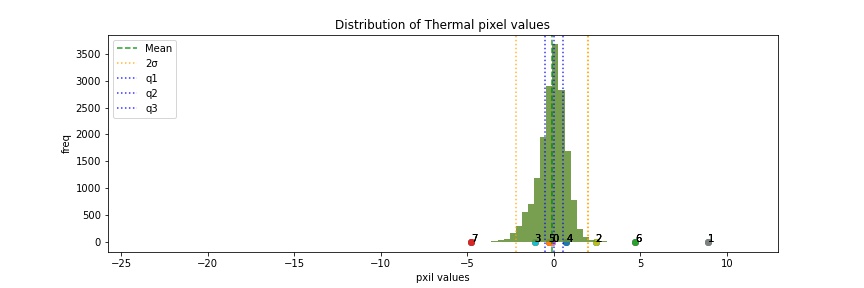 Distribution of Thermal pixel values
Mean
2σ
q1
q2
q3
freq
3500
3000
2500
2000
1500
1000
500
0
7 3 5 0 4 2 6 1
−25 −20 −15 −10 −5 0 5 10
pxil values